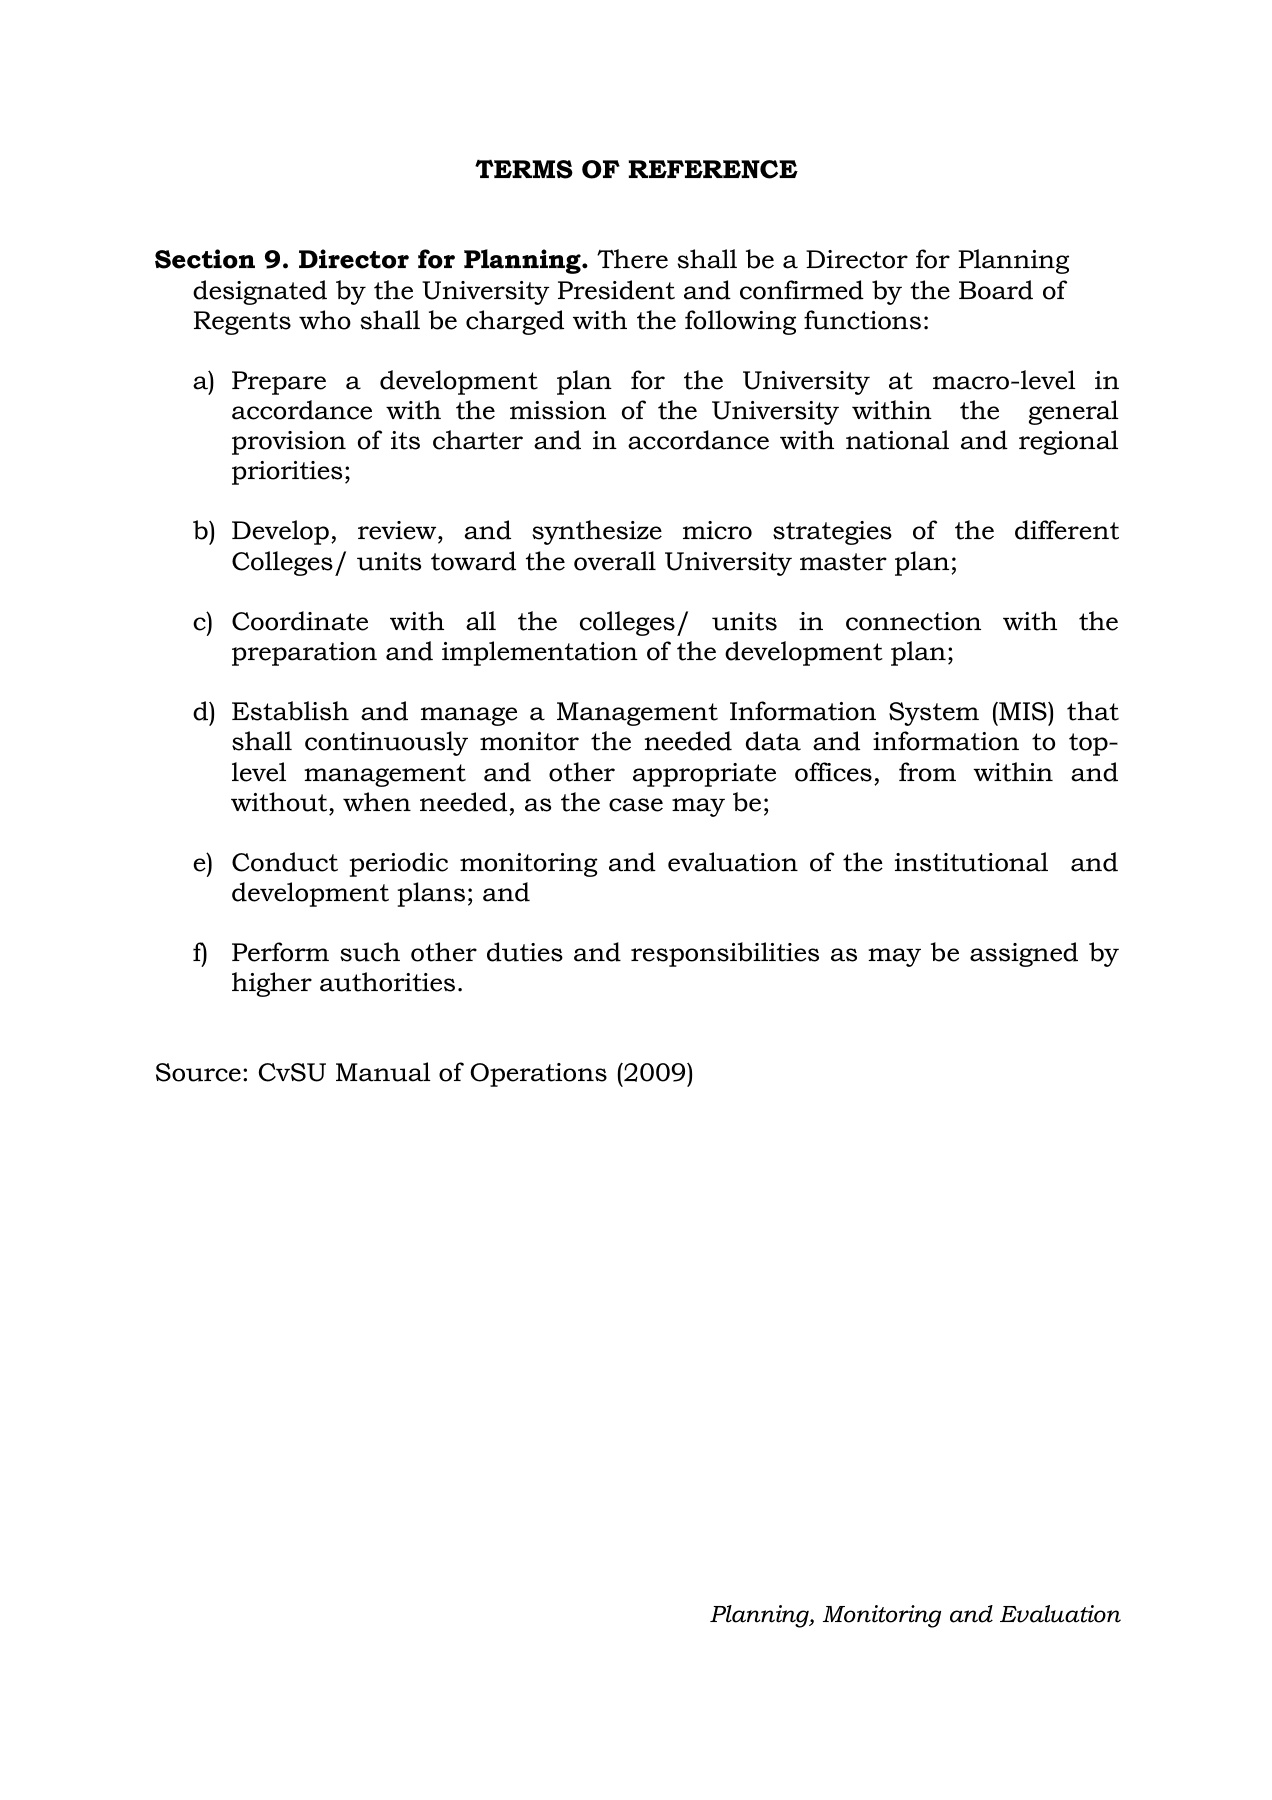 TERMS OF REFERENCE
Section 9. Director for Planning. There shall be a Director for Planning
designated by the University President and confirmed by the Board of
Regents who shall be charged with the following functions:
a) Prepare a development plan for the University at macro-level in
accordance with the mission of the University within the general
provision of its charter and in accordance with national and regional
priorities;
b) Develop, review, and synthesize micro strategies of the different
Colleges/ units toward the overall University master plan;
c) Coordinate with all the colleges/ units in connection with the
preparation and implementation of the development plan;
d) Establish and manage a Management Information System (MIS) that
shall continuously monitor the needed data and information to top-
level management and other appropriate offices, from within and
without, when needed, as the case may be;
e) Conduct periodic monitoring and evaluation of the institutional and
development plans; and
f) Perform such other duties and responsibilities as may be assigned by
higher authorities.
Source: CvSU Manual of Operations (2009)
Planning, Monitoring and Evaluation